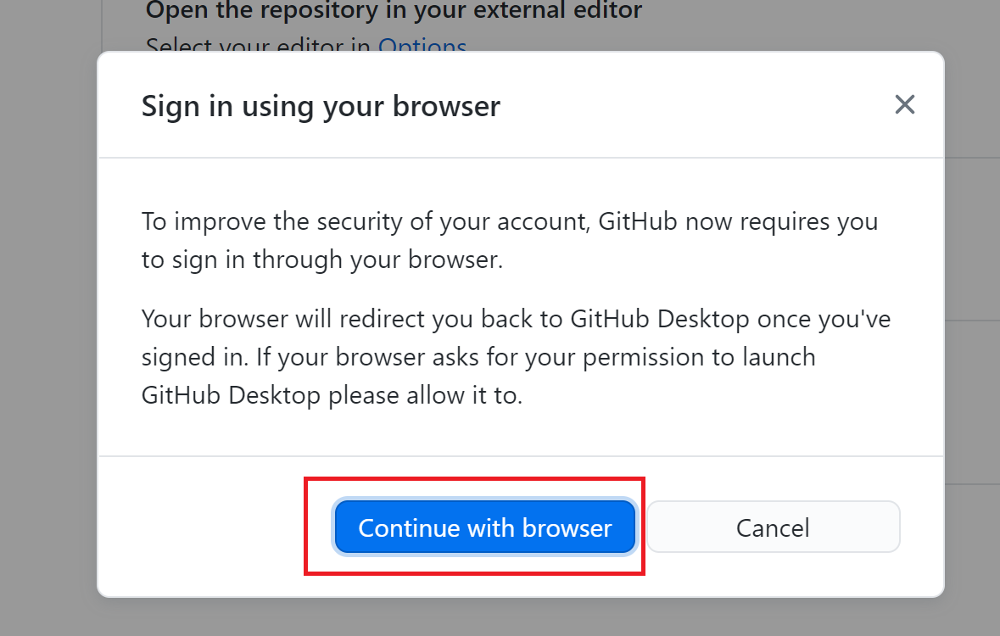 Open the repository in your external editor
Select your editor in Options
Sign in using your browser
To improve the security of your account, GitHub now requires you
to sign in through your browser.
Your browser will redirect you back to GitHub Desktop once you've
signed in. If your browser asks for your permission to launch
GitHub Desktop please allow it to.
Continue with browser
Cancel